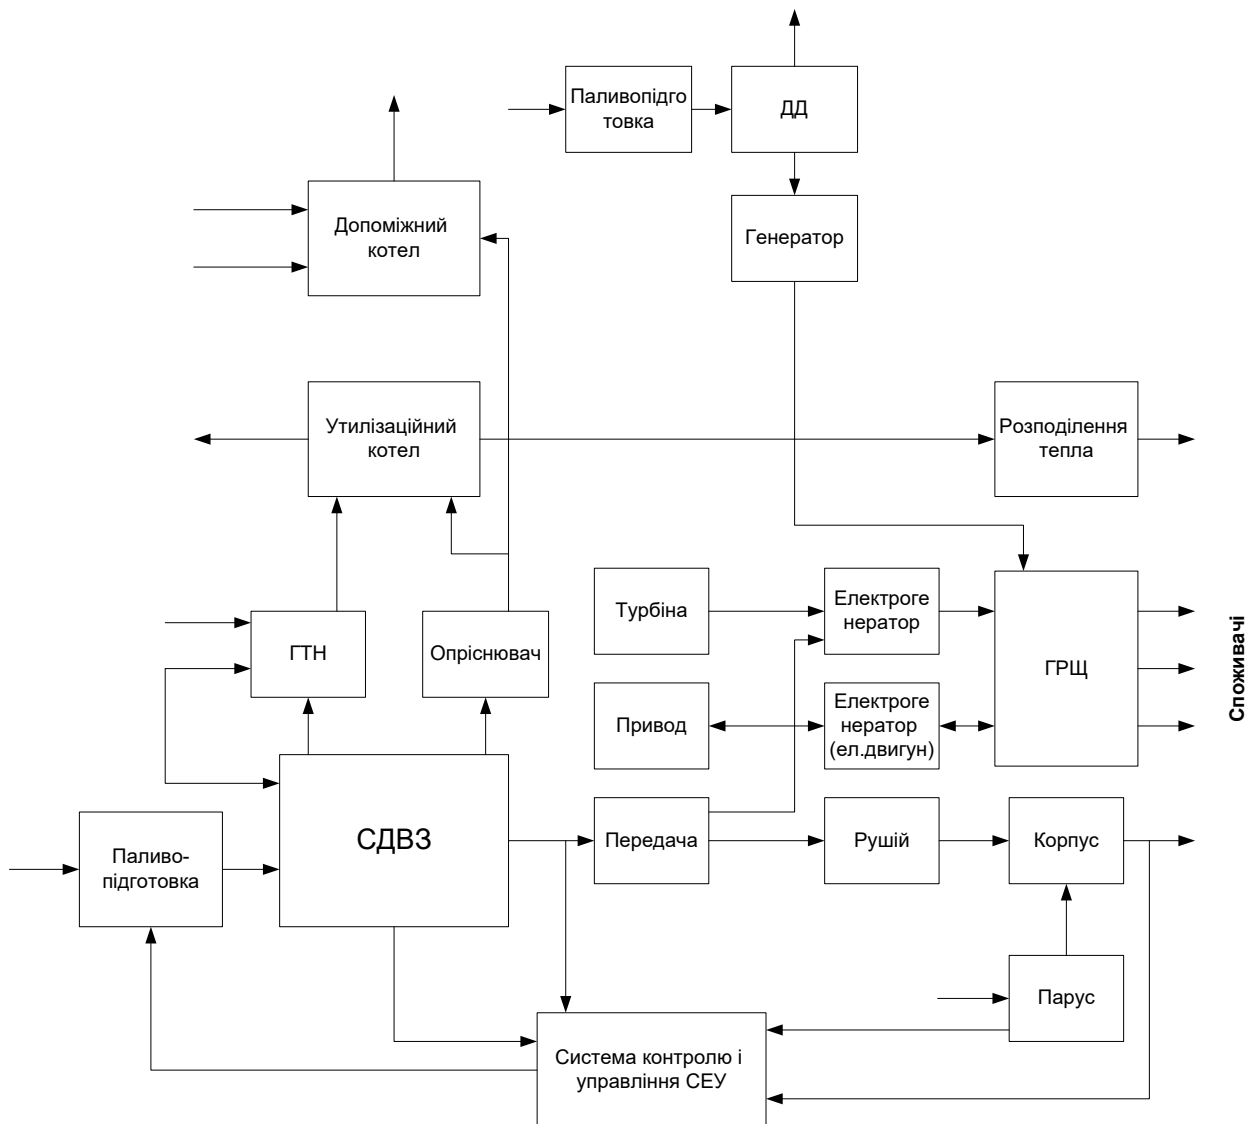 Паливопідго
товка
ДД
Допоміжний
котел
Генератор
Утилізаційний
котел
Розподілення
тепла
Турбіна
Електроге
нератор
ГТН
Опріснювач
ГРЩ
Споживачі
Привод
Електроге
нератор
(ел.двигун)
СДВЗ
Передача
Рушій
Корпус
Паливо-
підготовка
Парус
Система контролю і
управління СЕУ